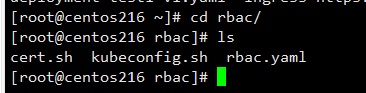 [root@centos216 ~]# cd rbac/
[root@centos216 rbac]# ls
cert.sh  kubeconfig.sh  rbac.yaml
[root@centos216 rbac]#